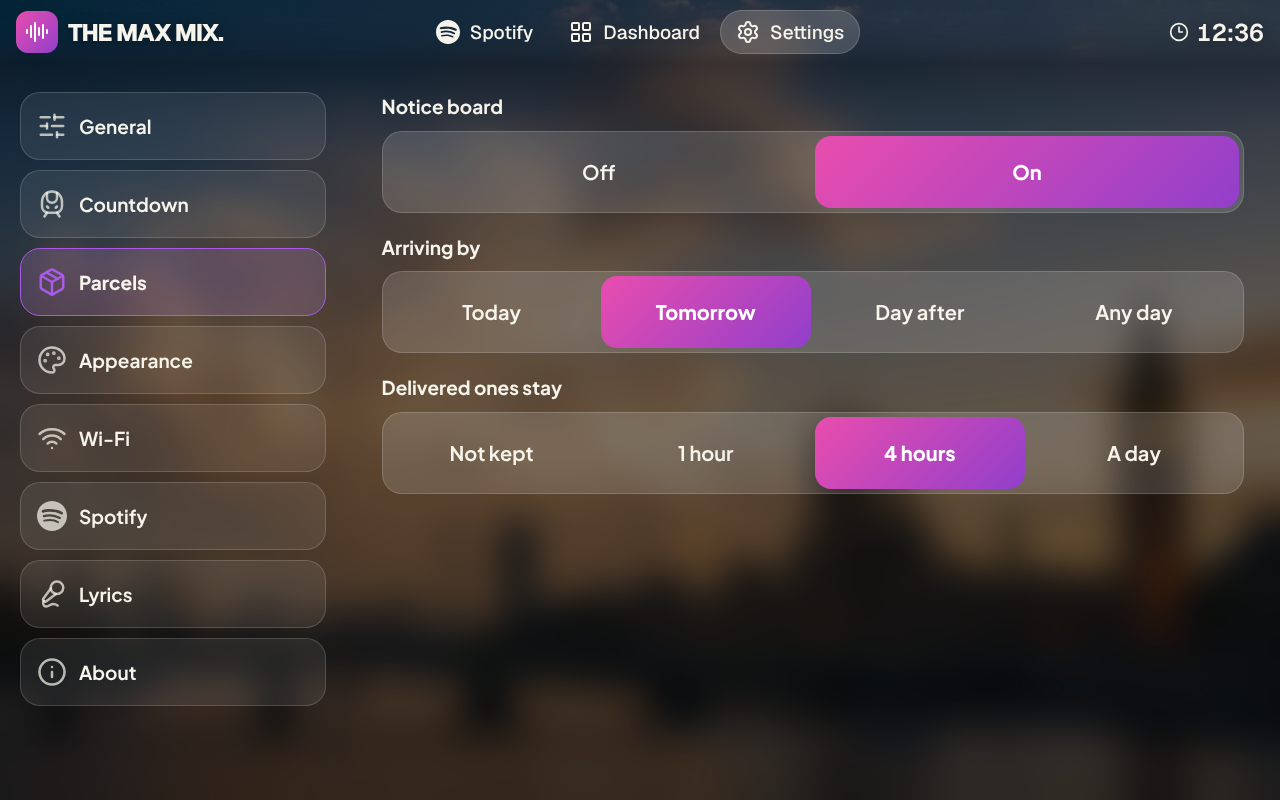 THE MAX MIX.
Spotify
Dashboard
Settings
12:36
General
Countdown
Parcels
Appearance
Wi-Fi
Spotify
Lyrics
About
Notice board
Off
On
Arriving by
Today
Tomorrow
Day after
Any day
Delivered ones stay
Not kept
1 hour
4 hours
A day